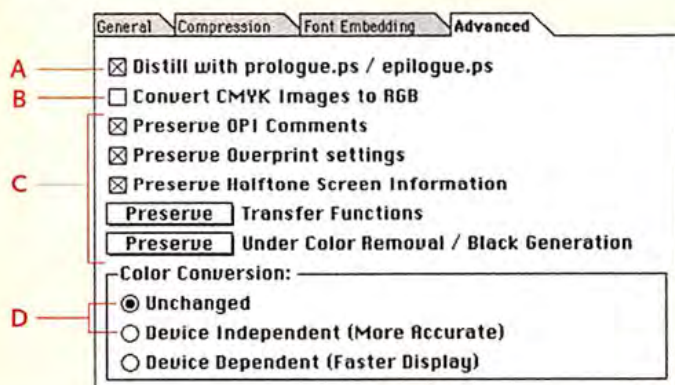 General Compression Font Embedding Advanced
A Distill with prologue.ps / epilogue.ps
B Convert CMYK Images to RGB
Preserve OPI Comments
Preserve Overprint settings
C Preserve Halftone Screen Information
Preserve Transfer Functions
Preserve Under Color Removal / Black Generation
Color Conversion:
Unchanged
D Device Independent (More Accurate)
Device Dependent (Faster Display)